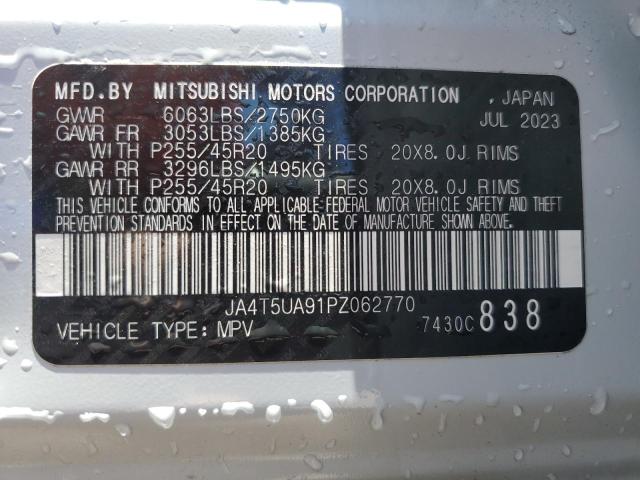 MFD.BY MITSUBISHI MOTORS CORPORATION , JAPAN
GVWR 6063LBS/2750KG JUL 2023
GAWR FR 3053LBS/1385KG
WITH P255/45R20 TIRES 20X8.0J RIMS
GAWR RR 3296LBS/1495KG
WITH P255/45R20 TIRES 20X8.0J RIMS
THIS VEHICLE CONFORMS TO ALL APPLICABLE-FEDERAL MOTOR VEHICLE SAFETY AND THEFT
PREVENTION STANDARDS IN EFFECT ON THE DATE OF MANUFACTURE SHOWN ABOVE.
JA4T5UA91PZ062770
VEHICLE TYPE: MPV 7430C 838